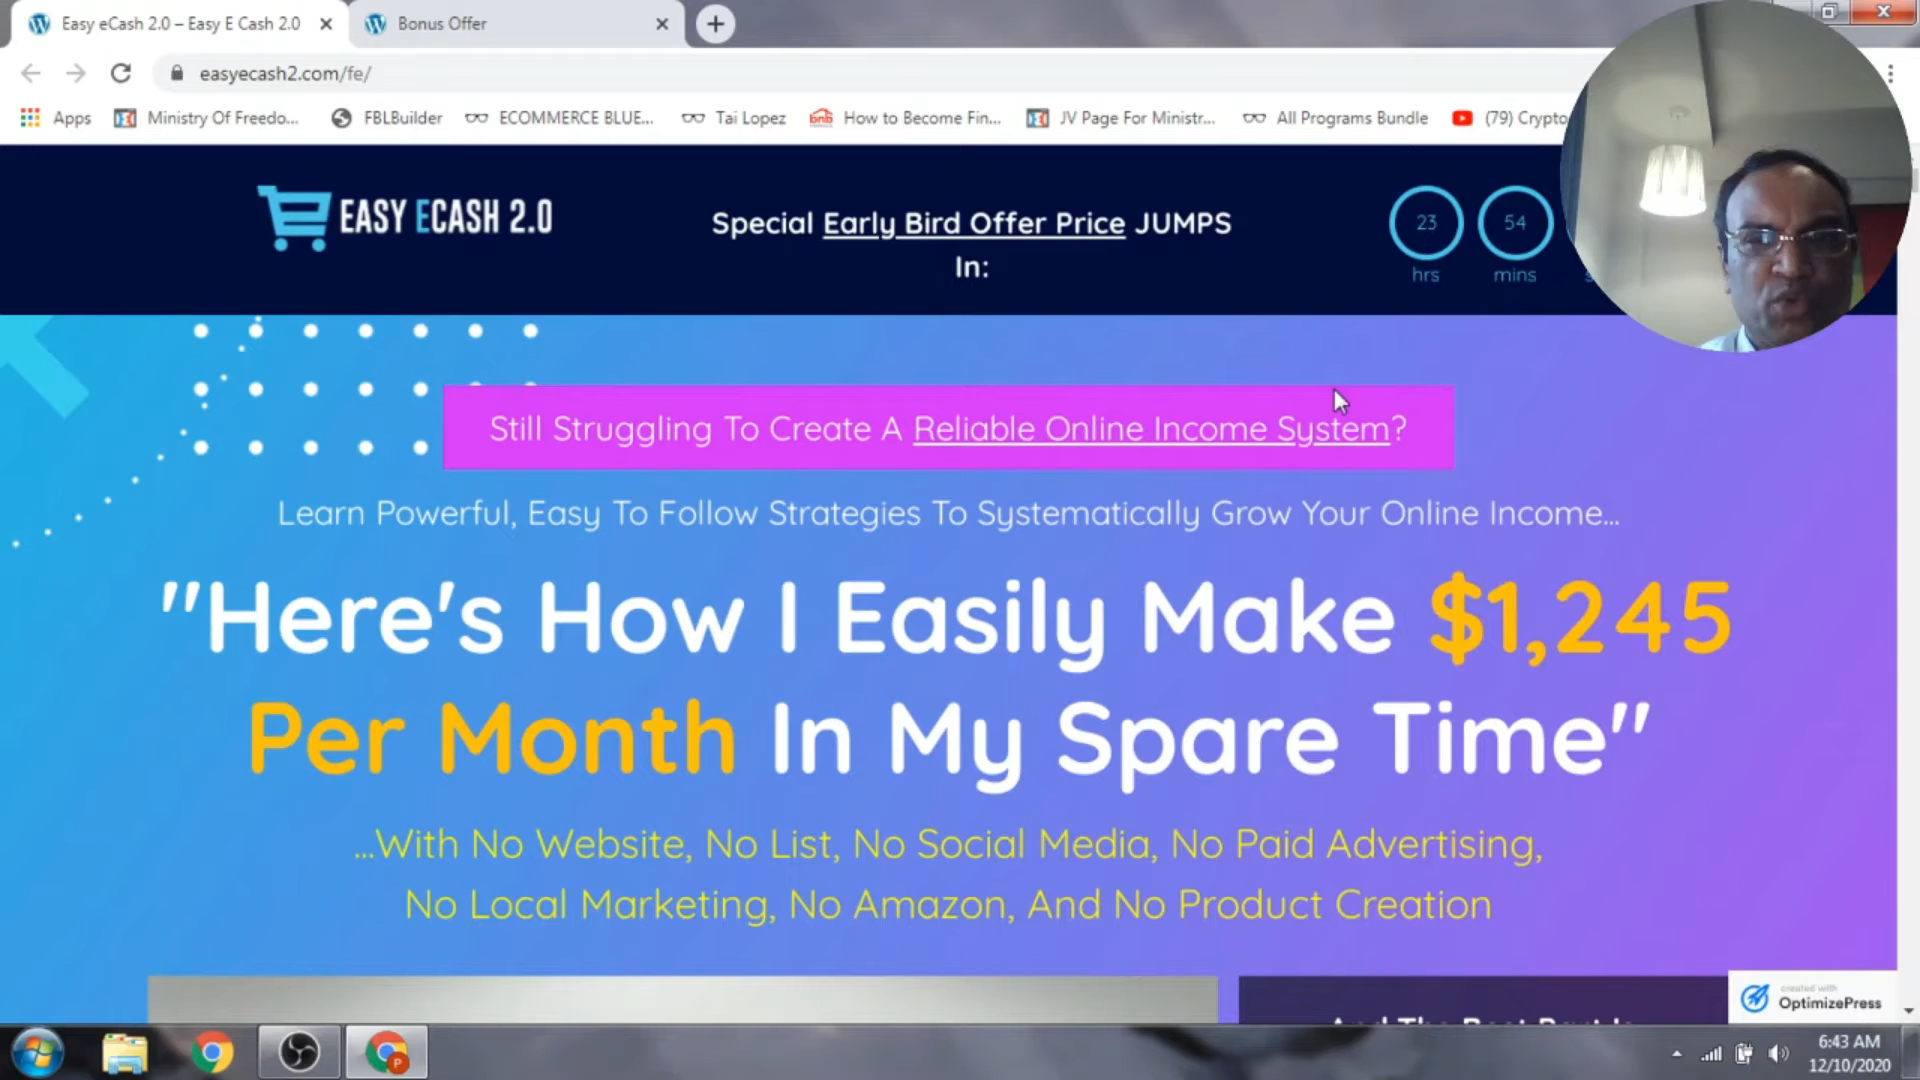 Easy eCash 2.0 – Easy E Cash 2.0
Bonus Offer
easyecash2.com/fe/
Apps
Ministry Of Freedo...
FBLBuilder
ECOMMERCE BLUE...
Tai Lopez
How to Become Fin...
JV Page For Ministr...
All Programs Bundle
(79) Crypto
EASY ECASH 2.0
Special Early Bird Offer Price JUMPS
In:
23
54
hrs
mins
Still Struggling To Create A Reliable Online Income System?
Learn Powerful, Easy To Follow Strategies To Systematically Grow Your Online Income...
"Here's How I Easily Make $1,245
Per Month In My Spare Time"
...With No Website, No List, No Social Media, No Paid Advertising,
No Local Marketing, No Amazon, And No Product Creation
created with
OptimizePress
P
6:43 AM
12/10/2020